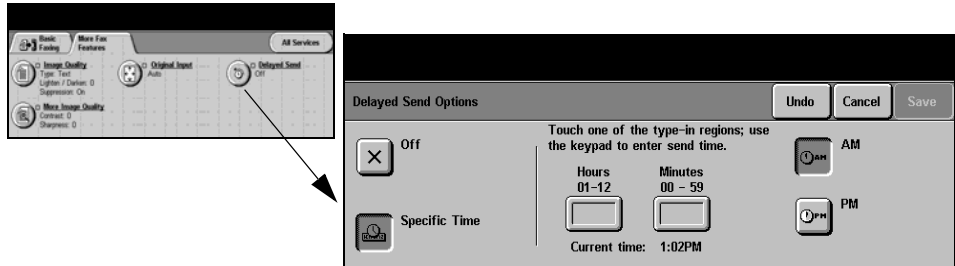 Basic Faxing
More Fax Features
All Services
Image Quality
Type: Text
Lighten / Darken: 0
Suppression: On
Original Input
Auto
Delayed Send
Off
More Image Quality
Contrast: 0
Sharpness: 0
Delayed Send Options
Undo
Cancel
Save
Off
Specific Time
Touch one of the type-in regions; use
the keypad to enter send time.
Hours
01-12
Minutes
00 - 59
Current time: 1:02PM
AM
AM
PM
PM